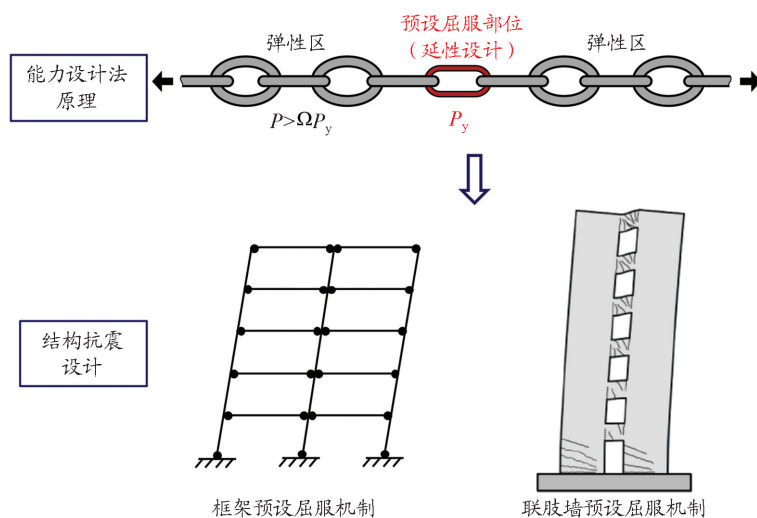 预设屈服部位
（延性设计）
弹性区
弹性区
能力设计法
原理
P>ΩPy
Py
结构抗震
设计
框架预设屈服机制
联肢墙预设屈服机制